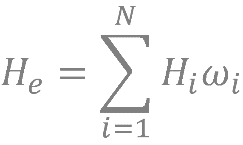 $H_e = \sum_{i=1}^{N} H_i \omega_i$